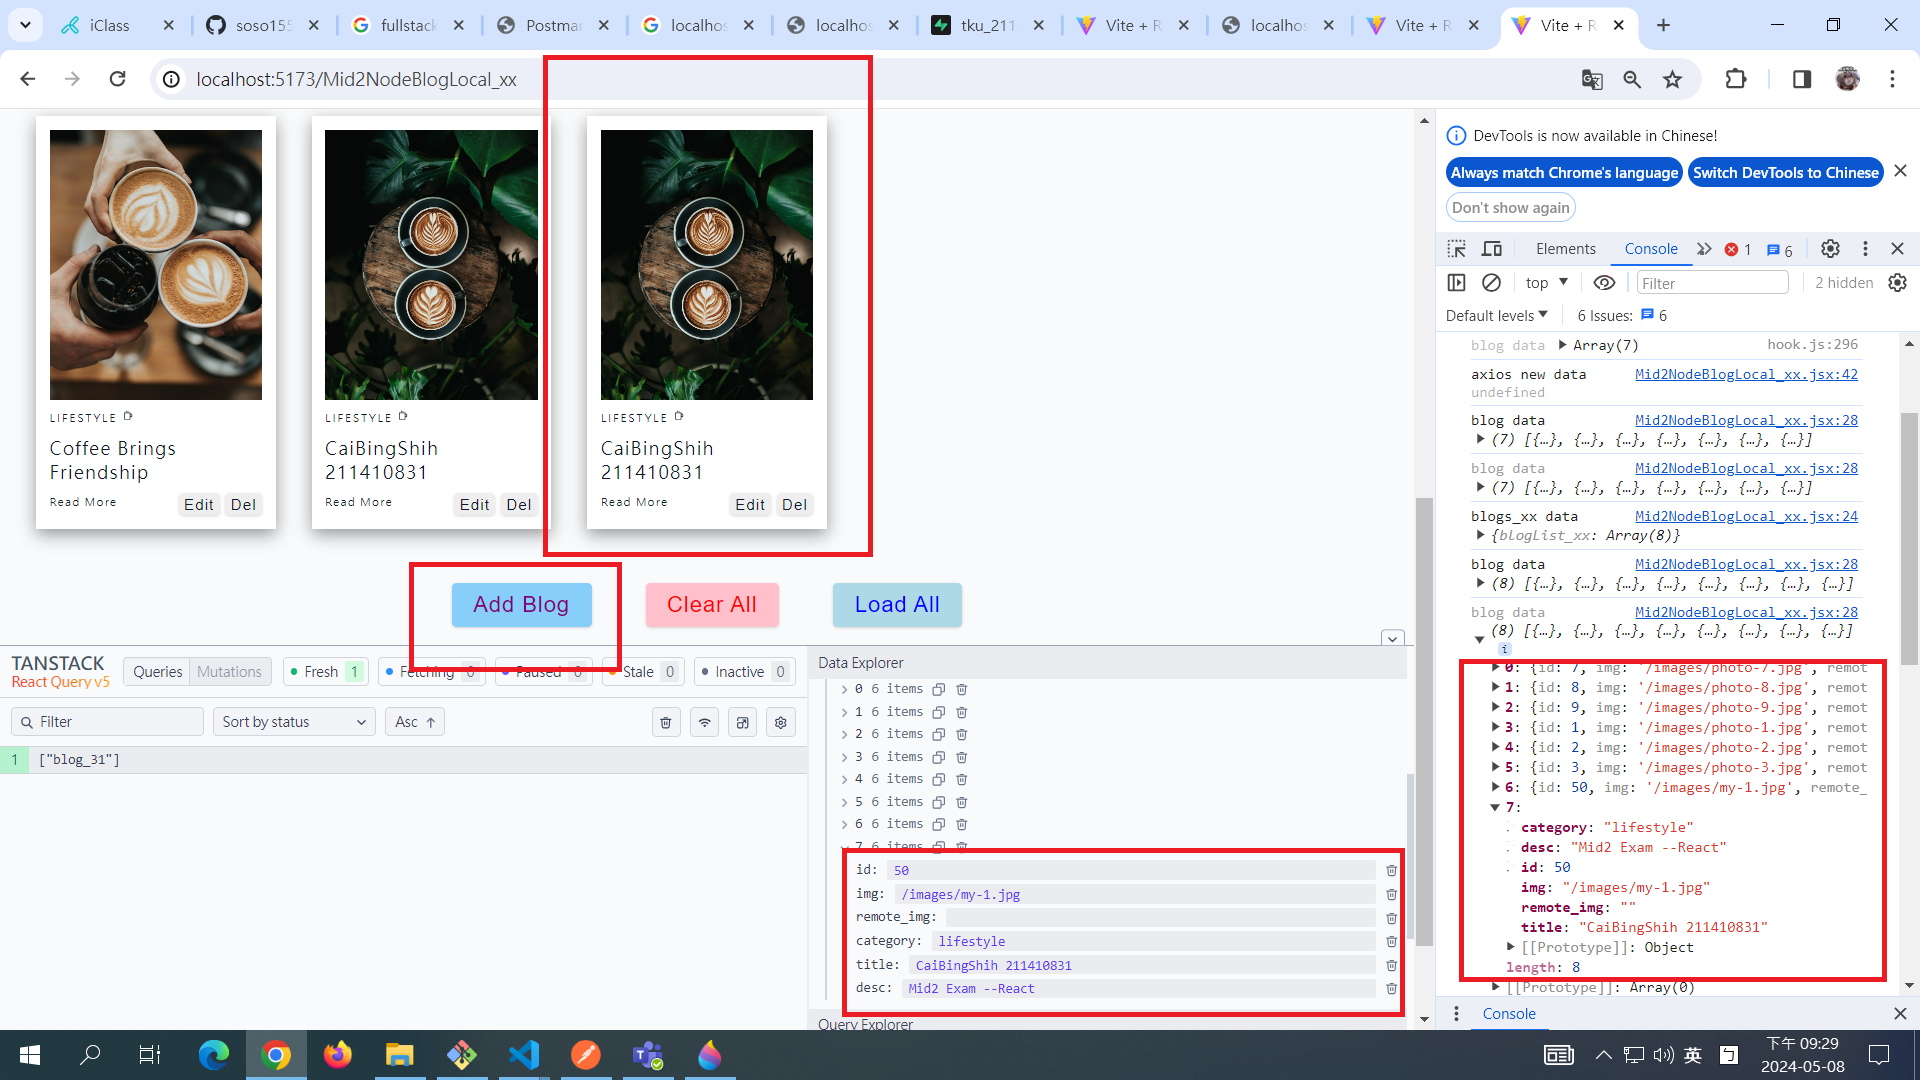 iClass
soso155
fullstack
Postman
localhos
localhos
tku_211
Vite + R
localhos
Vite + R
Vite + R
localhost:5173/Mid2NodeBlogLocal_xx
LIFESTYLE
Coffee Brings
Friendship
Read More
Edit
Del
LIFESTYLE
CaiBingShih
211410831
Read More
Edit
Del
LIFESTYLE
CaiBingShih
211410831
Read More
Edit
Del
Add Blog
Clear All
Load All
TANSTACK
React Query v5
Queries
Mutations
Fresh 1
Fetching 0
Paused 0
Stale 0
Inactive 0
Filter
Sort by status
Asc ↑
1 ["blog_31"]
Data Explorer
0 6 items
1 6 items
2 6 items
3 6 items
4 6 items
5 6 items
6 6 items
7 6 items
id: 50
img: /images/my-1.jpg
remote_img:
category: lifestyle
title: CaiBingShih 211410831
desc: Mid2 Exam --React
Query Explorer
DevTools is now available in Chinese!
Always match Chrome's language
Switch DevTools to Chinese
Don't show again
Elements
Console
1
6
top
Filter
2 hidden
Default levels
6 Issues: 6
blog data ▶ Array(7) hook.js:296
axios new data Mid2NodeBlogLocal_xx.jsx:42
undefined
blog data Mid2NodeBlogLocal_xx.jsx:28
▶ (7) [{…}, {…}, {…}, {…}, {…}, {…}, {…}]
blog data Mid2NodeBlogLocal_xx.jsx:28
▶ (7) [{…}, {…}, {…}, {…}, {…}, {…}, {…}]
blogs_xx data Mid2NodeBlogLocal_xx.jsx:24
▶ {blogList_xx: Array(8)}
blog data Mid2NodeBlogLocal_xx.jsx:28
▶ (8) [{…}, {…}, {…}, {…}, {…}, {…}, {…}, {…}]
blog data Mid2NodeBlogLocal_xx.jsx:28
▼ (8) [{…}, {…}, {…}, {…}, {…}, {…}, {…}, {…}]
i
▶ 0: {id: 7, img: '/images/photo-7.jpg', remot
▶ 1: {id: 8, img: '/images/photo-8.jpg', remot
▶ 2: {id: 9, img: '/images/photo-9.jpg', remot
▶ 3: {id: 1, img: '/images/photo-1.jpg', remot
▶ 4: {id: 2, img: '/images/photo-2.jpg', remot
▶ 5: {id: 3, img: '/images/photo-3.jpg', remot
▶ 6: {id: 50, img: '/images/my-1.jpg', remote_
▼ 7:
category: "lifestyle"
desc: "Mid2 Exam --React"
id: 50
img: "/images/my-1.jpg"
remote_img: ""
title: "CaiBingShih 211410831"
▶ [[Prototype]]: Object
length: 8
▶ [[Prototype]]: Array(0)
Console
英
ㄅ
下午 09:29
2024-05-08